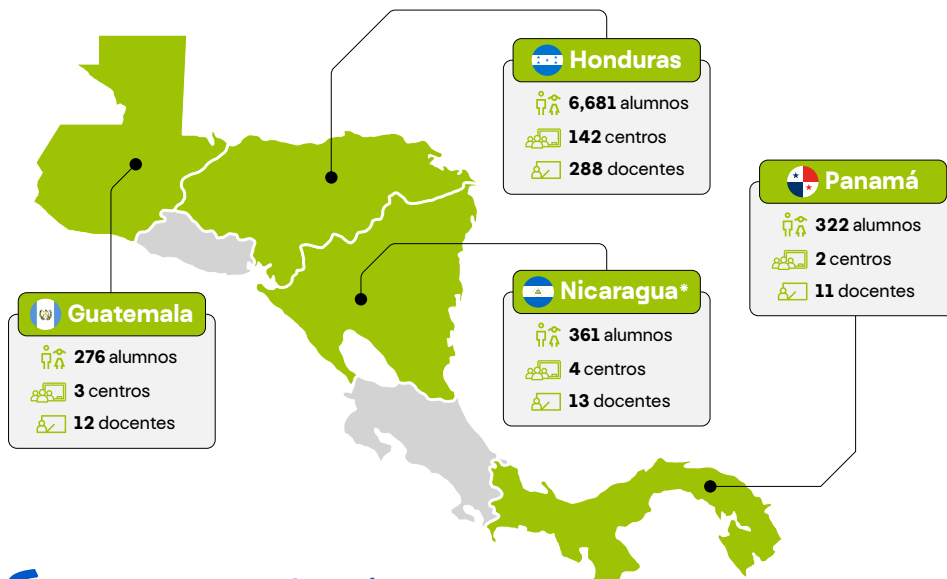 Honduras
6,681 alumnos
142 centros
288 docentes
Panamá
322 alumnos
2 centros
11 docentes
Nicaragua*
361 alumnos
4 centros
13 docentes
Guatemala
276 alumnos
3 centros
12 docentes